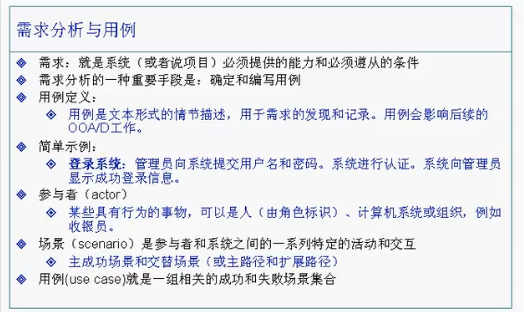 需求分析与用例
需求：就是系统（或者说项目）必须提供的能力和必须遵从的条件
需求分析的一种重要手段是：确定和编写用例
用例定义：
用例是文本形式的情节描述，用于需求的发现和记录。用例会影响后续的
OOA/D工作。
简单示例：
登录系统：管理员向系统提交用户名和密码。系统进行认证。系统向管理员
显示成功登录信息。
参与者（actor）
某些具有行为的事物，可以是人（由角色标识）、计算机系统或组织，例如
收银员。
场景（scenario）是参与者和系统之间的一系列特定的活动和交互
主成功场景和交替场景（或主路径和扩展路径）
用例(use case)就是一组相关的成功和失败场景集合